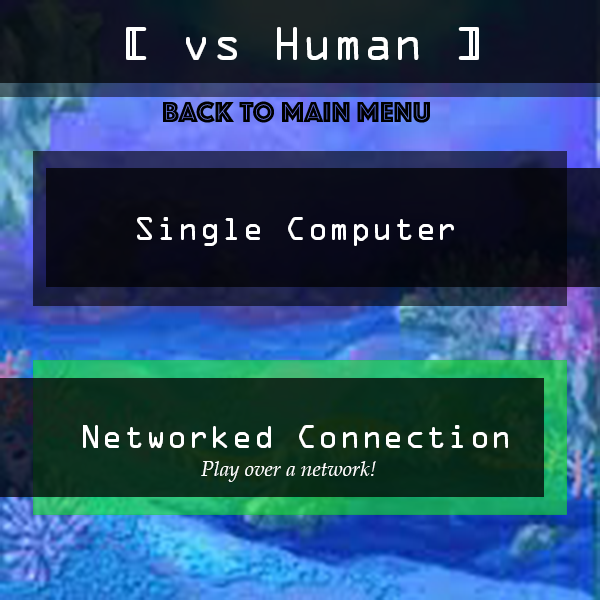 〚 vs Human 〛
BACK TO MAIN MENU
Single Computer
Networked Connection
Play over a network!